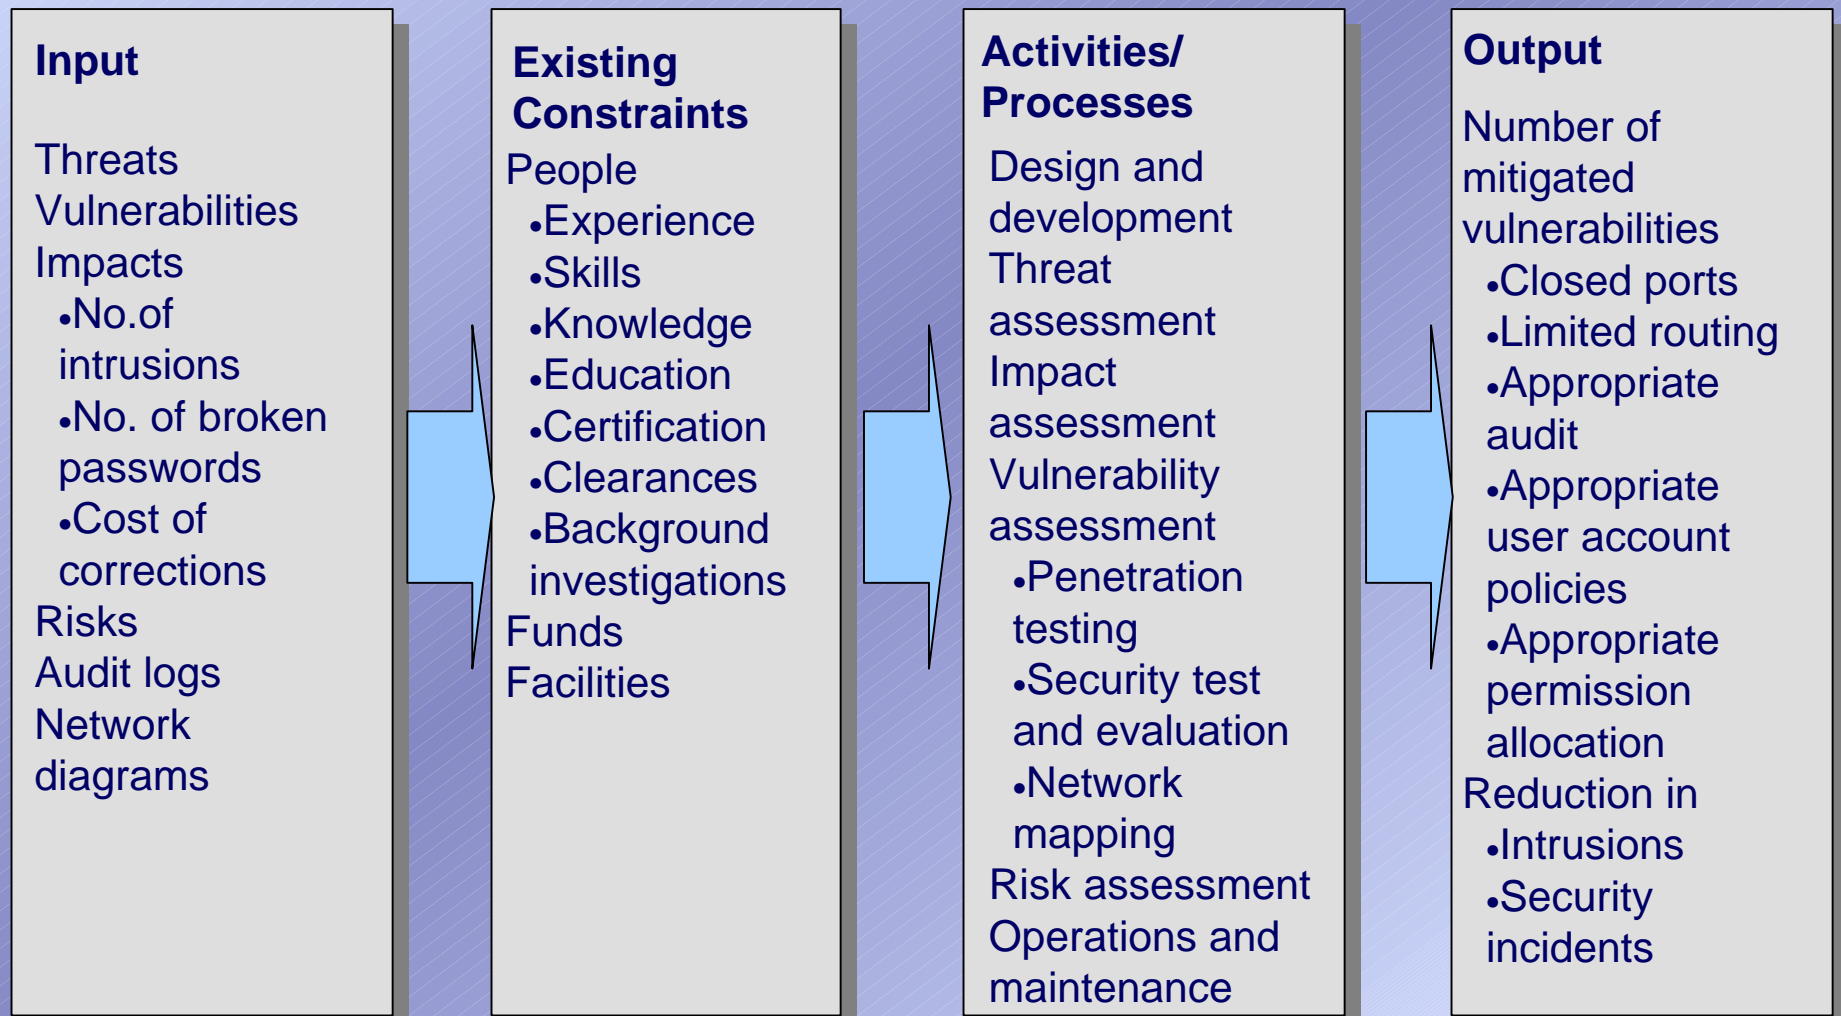 Input
Threats
Vulnerabilities
Impacts
•No.of
intrusions
•No. of broken
passwords
•Cost of
corrections
Risks
Audit logs
Network
diagrams
Existing
Constraints
People
•Experience
•Skills
•Knowledge
•Education
•Certification
•Clearances
•Background
investigations
Funds
Facilities
Activities/
Processes
Design and
development
Threat
assessment
Impact
assessment
Vulnerability
assessment
•Penetration
testing
•Security test
and evaluation
•Network
mapping
Risk assessment
Operations and
maintenance
Output
Number of
mitigated
vulnerabilities
•Closed ports
•Limited routing
•Appropriate
audit
•Appropriate
user account
policies
•Appropriate
permission
allocation
Reduction in
•Intrusions
•Security
incidents